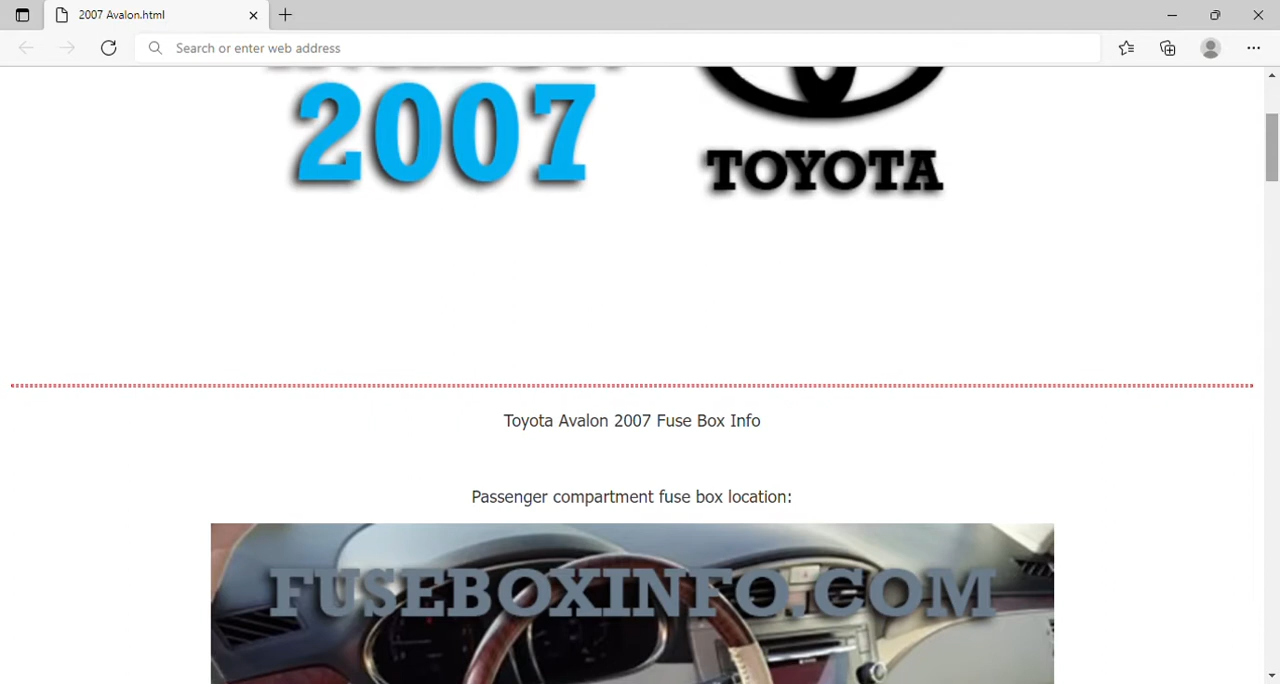 2007 Avalon.html
Search or enter web address
2007
TOYOTA
Toyota Avalon 2007 Fuse Box Info
Passenger compartment fuse box location:
FUSEBOXINFO.COM